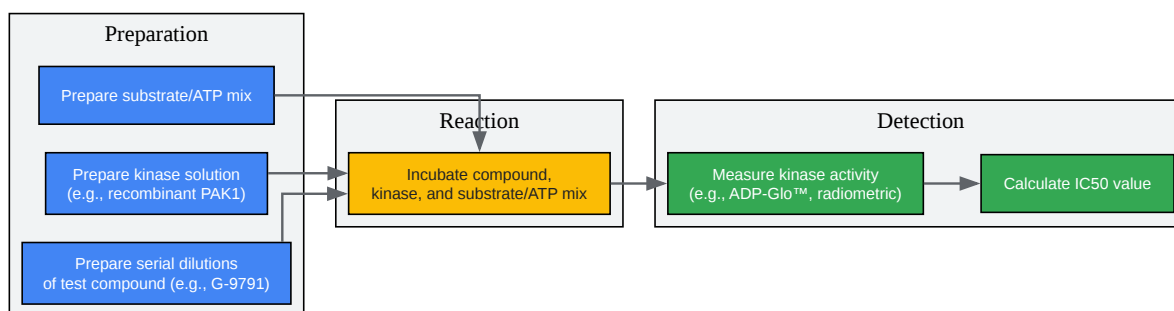 Preparation
Prepare substrate/ATP mix
Prepare kinase solution
(e.g., recombinant PAK1)
Prepare serial dilutions
of test compound (e.g., G-9791)
Reaction
Incubate compound,
kinase, and substrate/ATP mix
Detection
Measure kinase activity
(e.g., ADP-Glo™, radiometric)
Calculate IC50 value